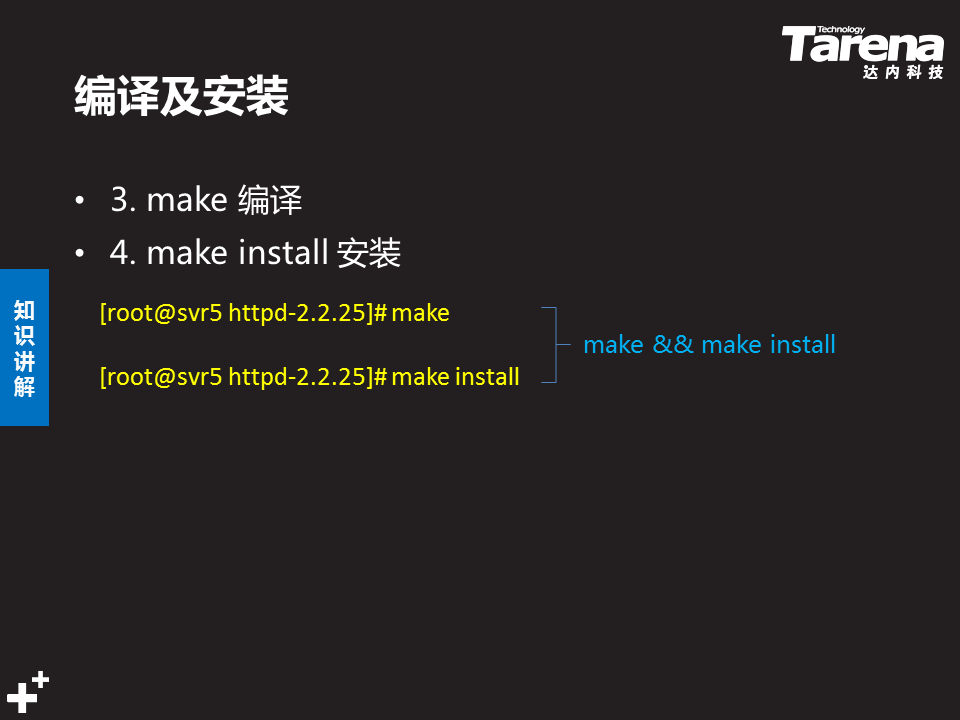 Technology
Tarena
达内科技
编译及安装
• 3. make 编译
• 4. make install 安装
知识讲解
[root@svr5 httpd-2.2.25]# make
make && make install
[root@svr5 httpd-2.2.25]# make install